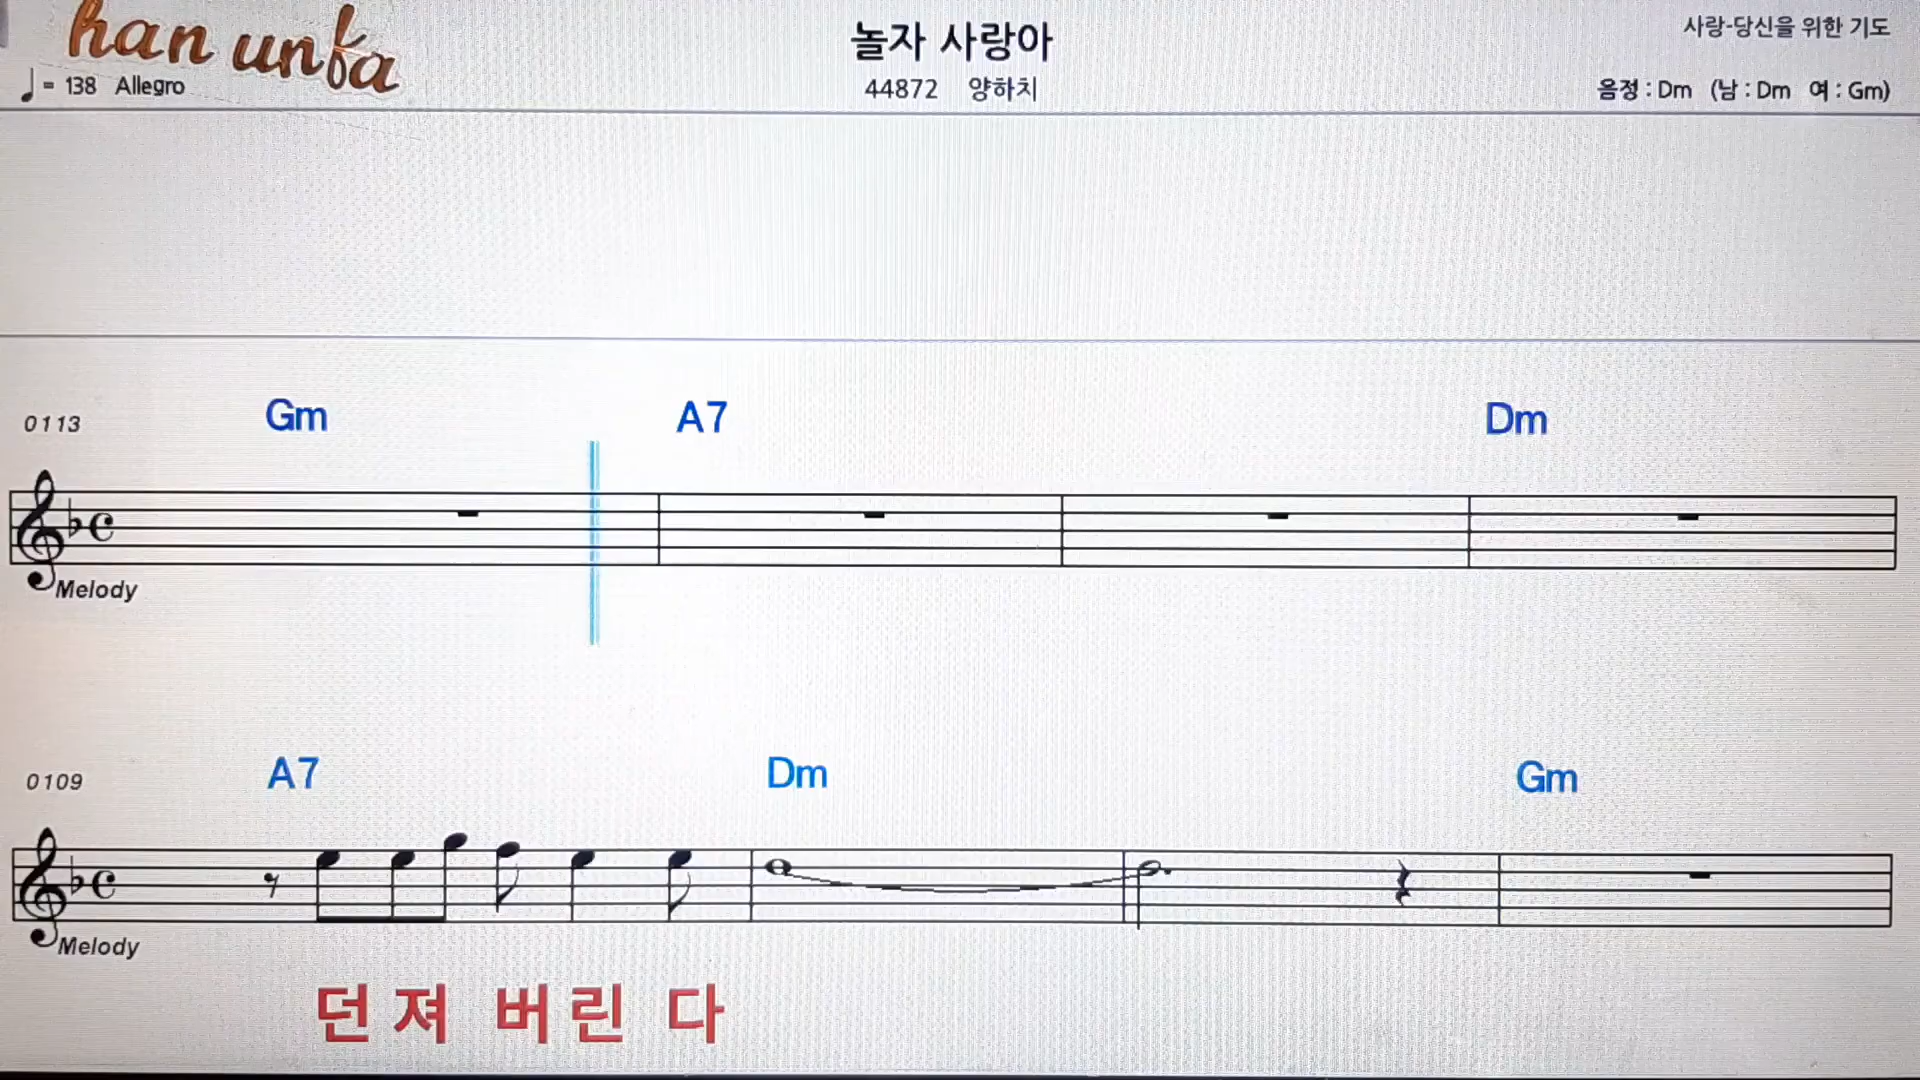 han unfa
놀자 사랑아
사랑-당신을 위한 기도
♩= 138 Allegro
44872 양하치
음정 : Dm (남 : Dm 여 : Gm)
0113 Gm A7 Dm
Melody
0109 A7 Dm Gm
Melody
던 져 버 린 다